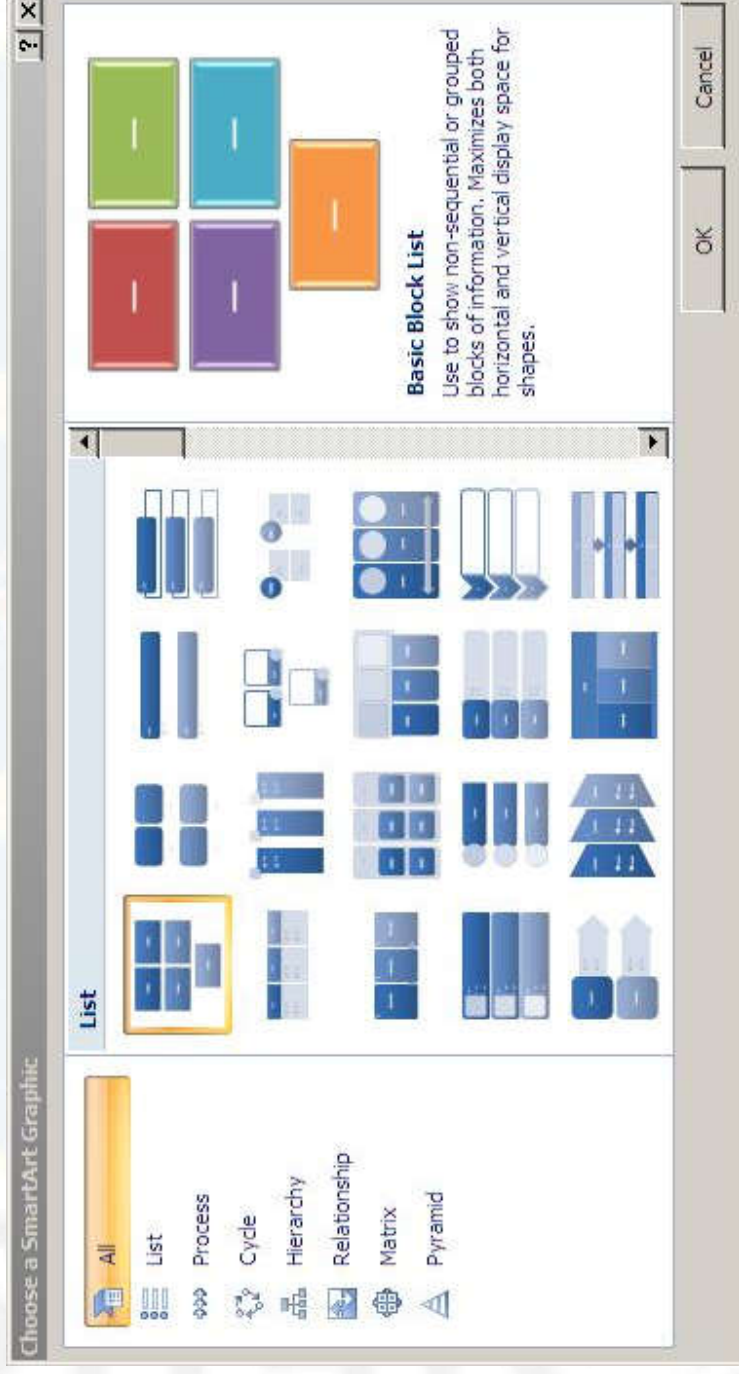 Choose a SmartArt Graphic
All
List
Process
Cycle
Hierarchy
Relationship
Matrix
Pyramid
List
Basic Block List
Use to show non-sequential or grouped
blocks of information. Maximizes both
horizontal and vertical display space for
shapes.
OK
Cancel